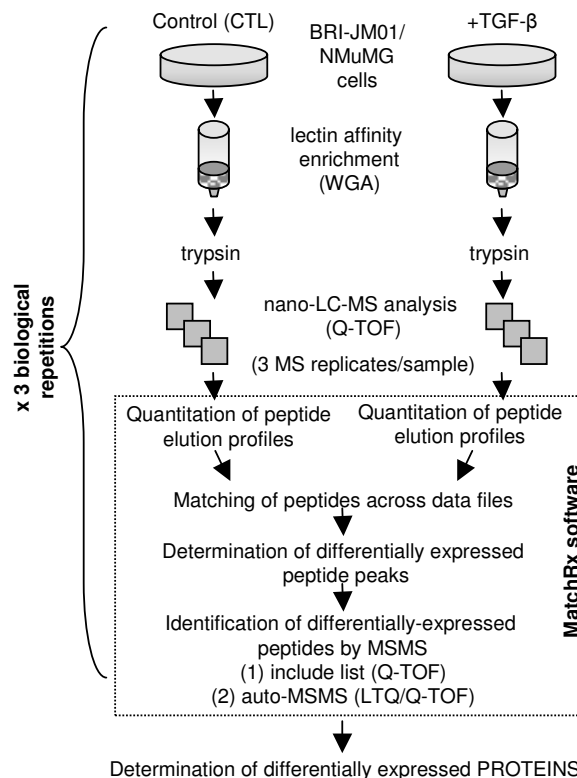 Control (CTL)
BRI-JM01/
NMuMG
cells
+TGF-β
lectin affinity
enrichment
(WGA)
trypsin
trypsin
nano-LC-MS analysis
(Q-TOF)
(3 MS replicates/sample)
x 3 biological
repetitions
Quantitation of peptide
elution profiles
Quantitation of peptide
elution profiles
Matching of peptides across data files
Determination of differentially expressed
peptide peaks
Identification of differentially-expressed
peptides by MSMS
(1) include list (Q-TOF)
(2) auto-MSMS (LTQ/Q-TOF)
MatchRx software
Determination of differentially expressed PROTEINS